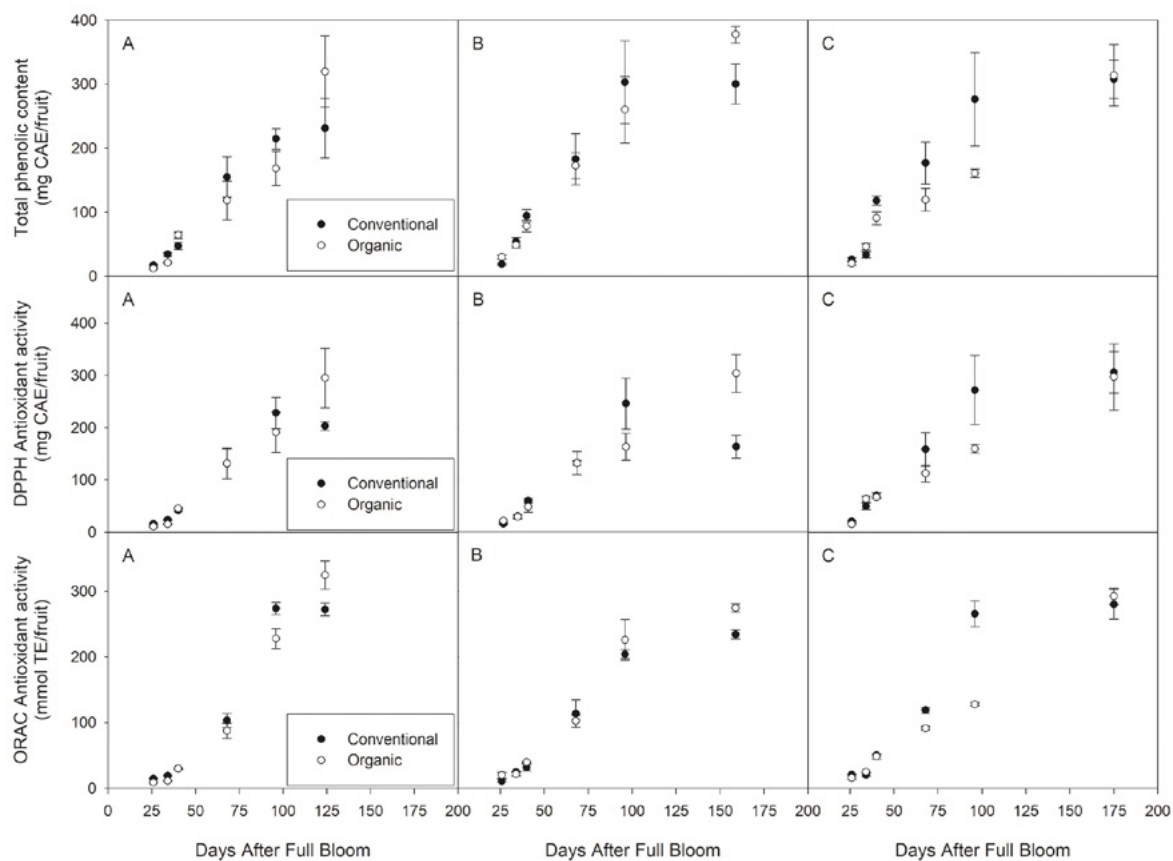 400
300
200
100
0
Total phenolic content
(mg CAE/fruit)
A
B
C
Conventional
Organic
400
300
200
100
0
DPPH Antioxidant activity
(mg CAE/fruit)
A
B
C
Conventional
Organic
300
200
100
0
ORAC Antioxidant activity
(mmol TE/fruit)
A
B
C
Conventional
Organic
0 25 50 75 100 125 150 175 200 25 50 75 100 125 150 175 200 25 50 75 100 125 150 175 200
Days After Full Bloom Days After Full Bloom Days After Full Bloom